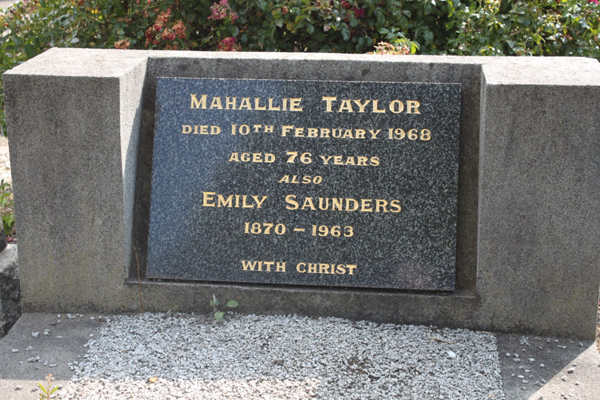 MAHALLIE TAYLOR
DIED 10TH FEBRUARY 1968
AGED 76 YEARS
ALSO
EMILY SAUNDERS
1870 – 1963
WITH CHRIST